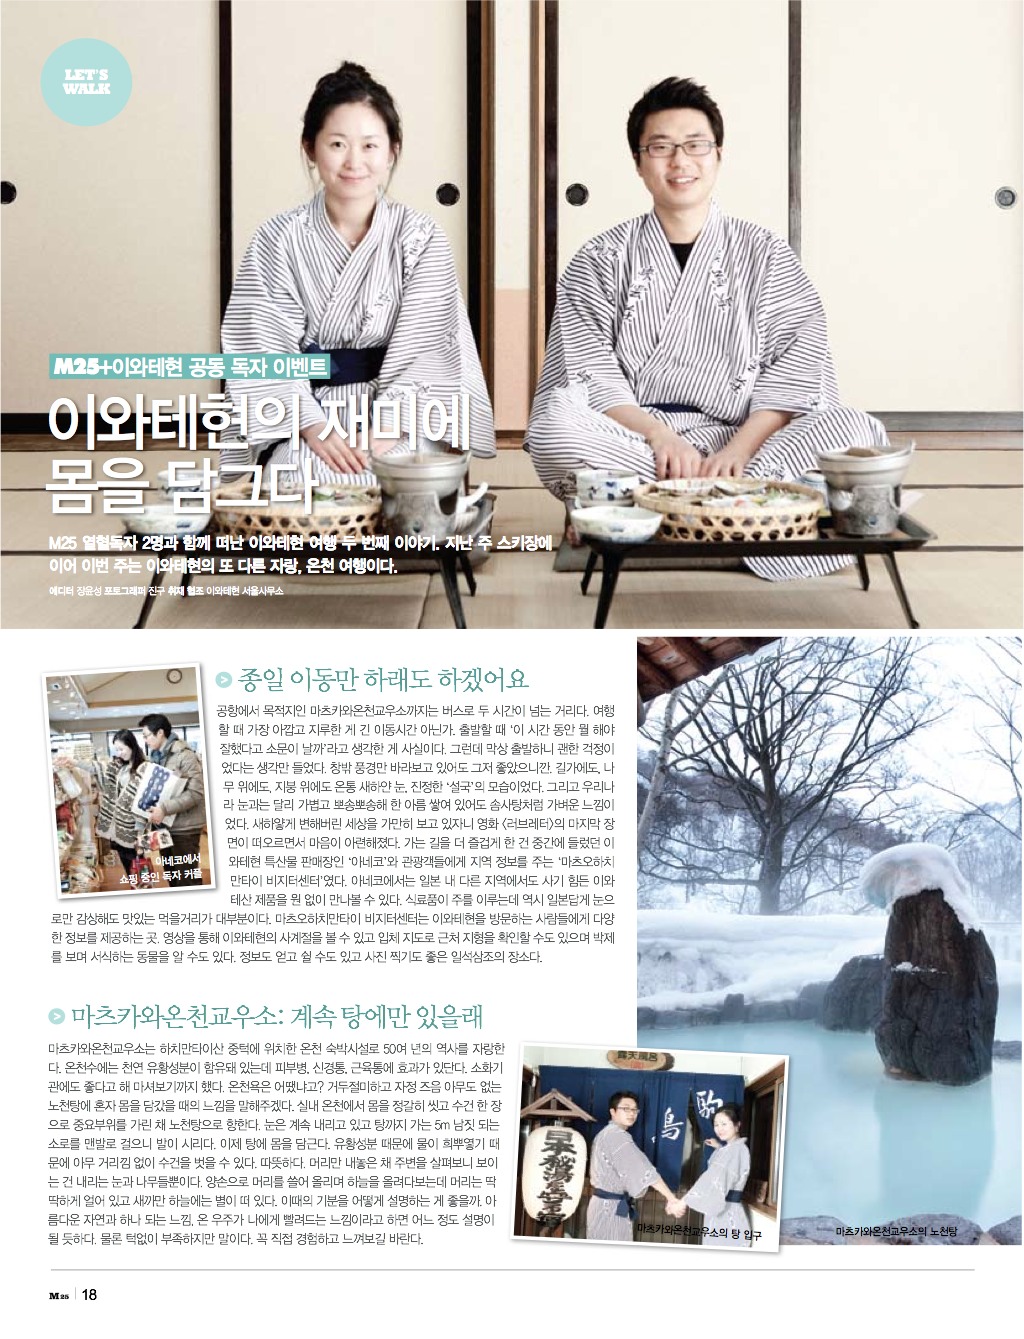 LET'S
WALK
M25+이와테현 공동 독자 이벤트
이와테현의 재미에
몸을 담그다
M25 열혈독자 2명과 함께 떠난 이와테현 여행 두 번째 이야기. 지난 주 스키장에
이어 이번 주는 이와테현의 또 다른 자랑, 온천 여행이다.
에디터 장윤성 포토그래퍼 진구 취재 협조 이와테현 서울사무소
종일 이동만 하래도 하겠어요
공항에서 목적지인 마츠카와온천교우소까지는 버스로 두 시간이 넘는 거리다. 여행
할 때 가장 아깝고 지루한 게 긴 이동시간 아닌가. 출발할 때 '이 시간 동안 뭘 해야
잘했다고 소문이 날까'라고 생각한 게 사실이다. 그런데 막상 출발하니 괜한 걱정이
었다는 생각만 들었다. 창밖 풍경만 바라보고 있어도 그저 좋았으니깐. 길가에도, 나
무 위에도, 지붕 위에도 온통 새하얀 눈, 진정한 '설국'의 모습이었다. 그리고 우리나
라 눈과는 달리 가볍고 뽀송뽀송해 한 아름 쌓여 있어도 솜사탕처럼 가벼운 느낌이
었다. 새하얗게 변해버린 세상을 가만히 보고 있자니 영화 〈러브레터〉의 마지막 장
면이 떠오르면서 마음이 아련해졌다. 가는 길을 더 즐겁게 한 건 중간에 들렀던 이
와테현 특산물 판매장인 '아네코'와 관광객들에게 지역 정보를 주는 '마츠오하치
만타이 비지터센터'였다. 아네코에서는 일본 내 다른 지역에서도 사기 힘든 이와
테산 제품을 원 없이 만나볼 수 있다. 식료품이 주를 이루는데 역시 일본답게 눈으
로만 감상해도 맛있는 먹을거리가 대부분이다. 마츠오하치만타이 비지터센터는 이와테현을 방문하는 사람들에게 다양
한 정보를 제공하는 곳. 영상을 통해 이와테현의 사계절을 볼 수 있고 입체 지도로 근처 지형을 확인할 수도 있으며 박제
를 보며 서식하는 동물을 알 수도 있다. 정보도 얻고 쉴 수도 있고 사진 찍기도 좋은 일석삼조의 장소다.
아네코에서
쇼핑 중인 독자 커플
마츠카와온천교우소: 계속 탕에만 있을래
마츠카와온천교우소는 하치만타이산 중턱에 위치한 온천 숙박시설로 50여 년의 역사를 자랑한
다. 온천수에는 천연 유황성분이 함유돼 있는데 피부병, 신경통, 근육통에 효과가 있단다. 소화기
관에도 좋다고 해 마셔보기까지 했다. 온천욕은 어땠냐고? 거두절미하고 자정 즈음 아무도 없는
노천탕에 혼자 몸을 담갔을 때의 느낌을 말해주겠다. 실내 온천에서 몸을 정갈히 씻고 수건 한 장
으로 중요부위를 가린 채 노천탕으로 향한다. 눈은 계속 내리고 있고 탕까지 가는 5m 남짓 되는
소로를 맨발로 걸으니 발이 시리다. 이제 탕에 몸을 담근다. 유황성분 때문에 물이 희뿌옇기 때
문에 아무 거리낌 없이 수건을 벗을 수 있다. 따뜻하다. 머리만 내놓은 채 주변을 살펴보니 보이
는 건 내리는 눈과 나무들뿐이다. 양손으로 머리를 쓸어 올리며 하늘을 올려다보는데 머리는 딱
딱하게 얼어 있고 새까만 하늘에는 별이 떠 있다. 이때의 기분을 어떻게 설명하는 게 좋을까. 아
름다운 자연과 하나 되는 느낌, 온 우주가 나에게 빨려드는 느낌이라고 하면 어느 정도 설명이
될 듯하다. 물론 턱없이 부족하지만 말이다. 꼭 직접 경험하고 느껴보길 바란다.
露天風呂
駒
鳥
日本秘湯を守る宿
마츠카와온천교우소의 탕 입구
마츠카와온천교우소의 노천탕
M25 18